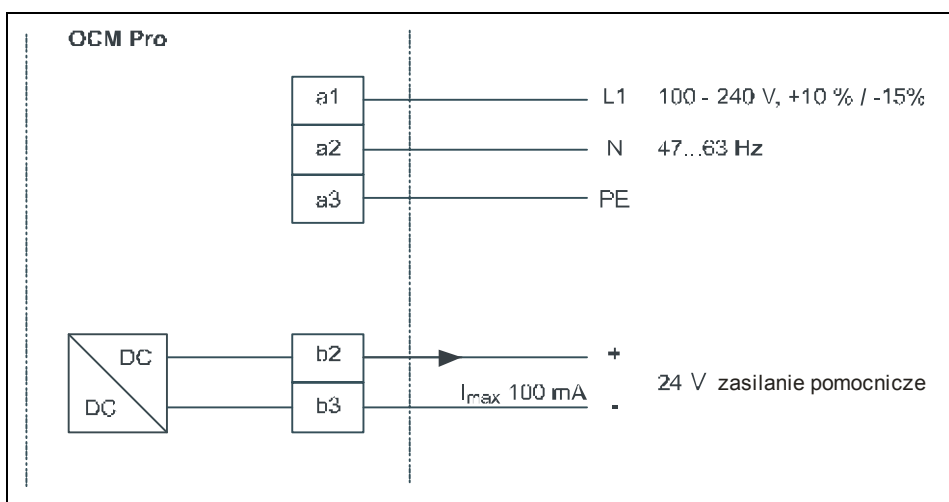 OCM Pro
a1 L1 100 - 240 V, +10 % / -15%
a2 N 47...63 Hz
a3 PE
DC b2 +
24 V zasilanie pomocnicze
DC b3 Imax 100 mA -